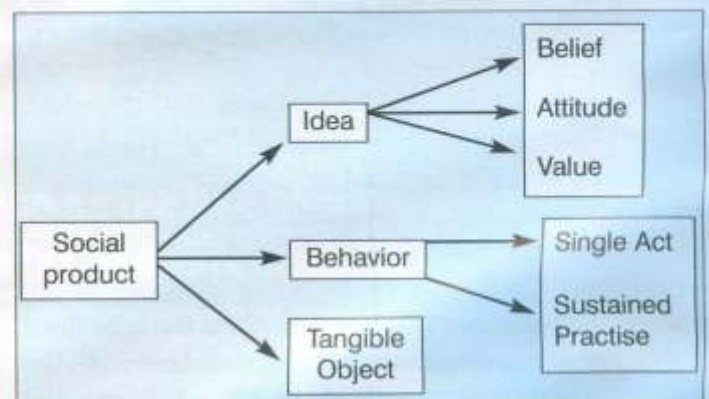 Social
product
Idea
Behavior
Tangible
Object
Belief
Attitude
Value
Single Act
Sustained
Practise